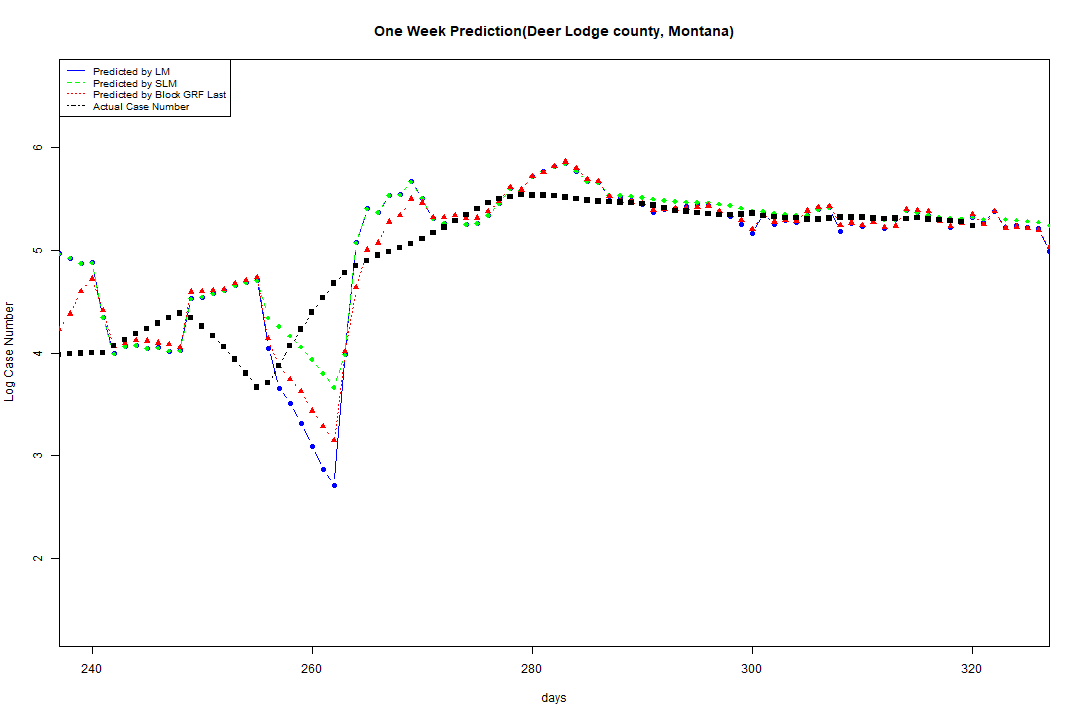 One Week Prediction(Deer Lodge county, Montana)
Predicted by LM
Predicted by SLM
Predicted by Block GRF Last
Actual Case Number
Log Case Number
6
5
4
3
2
240 260 280 300 320
days